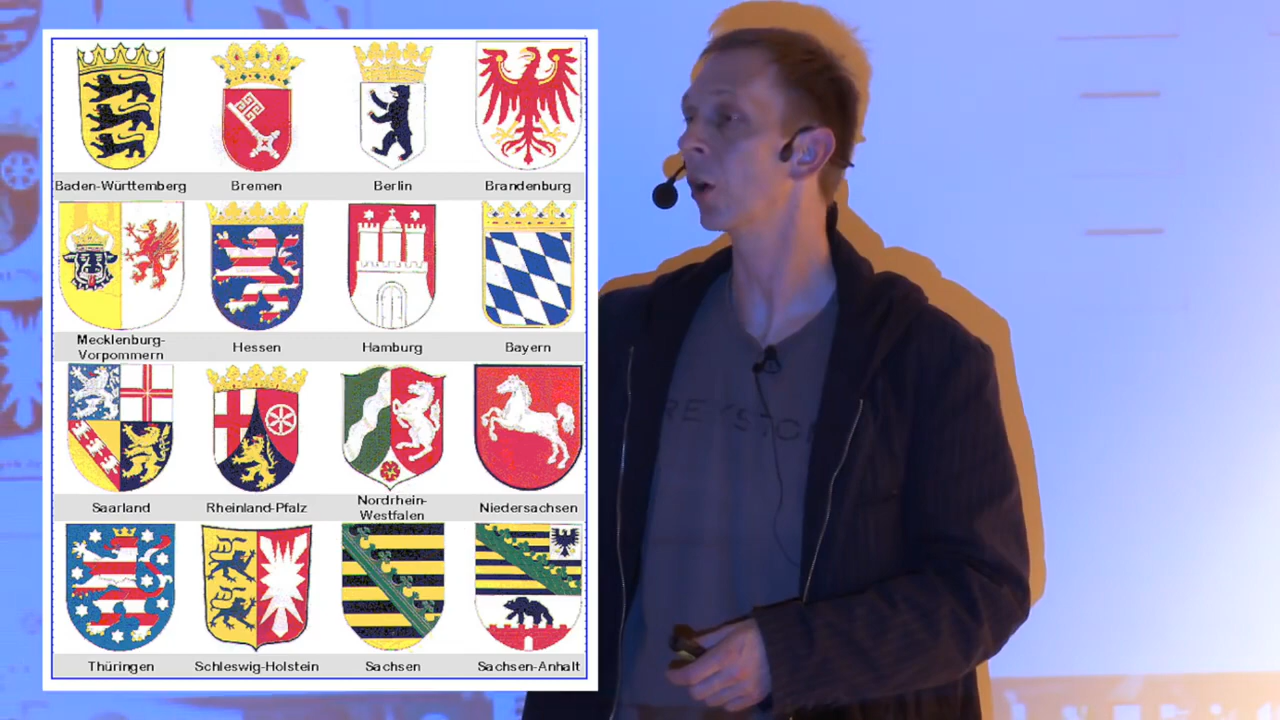 Baden-Württemberg
Bremen
Berlin
Brandenburg
Mecklenburg-
Vorpommern
Hessen
Hamburg
Bayern
Saarland
Rheinland-Pfalz
Nordrhein-
Westfalen
Niedersachsen
Thüringen
Schleswig-Holstein
Sachsen
Sachsen-Anhalt